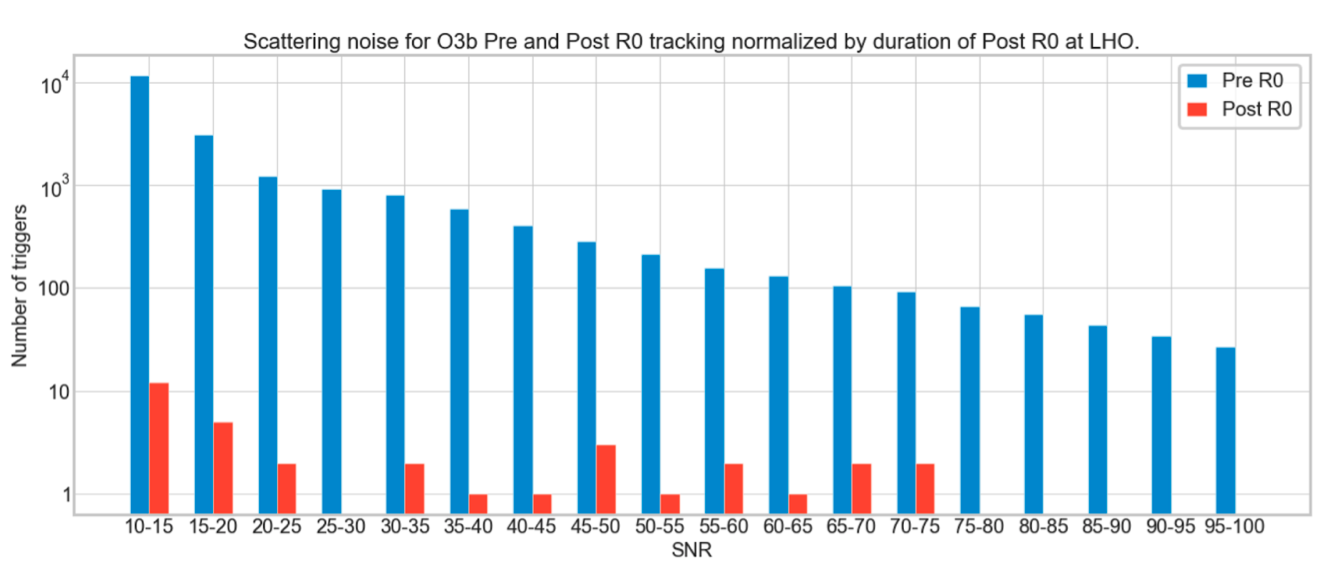 Scattering noise for O3b Pre and Post R0 tracking normalized by duration of Post R0 at LHO.
Pre R0
Post R0
Number of triggers
10^4
10^3
100
10
1
10-15 15-20 20-25 25-30 30-35 35-40 40-45 45-50 50-55 55-60 60-65 65-70 70-75 75-80 80-85 85-90 90-95 95-100
SNR